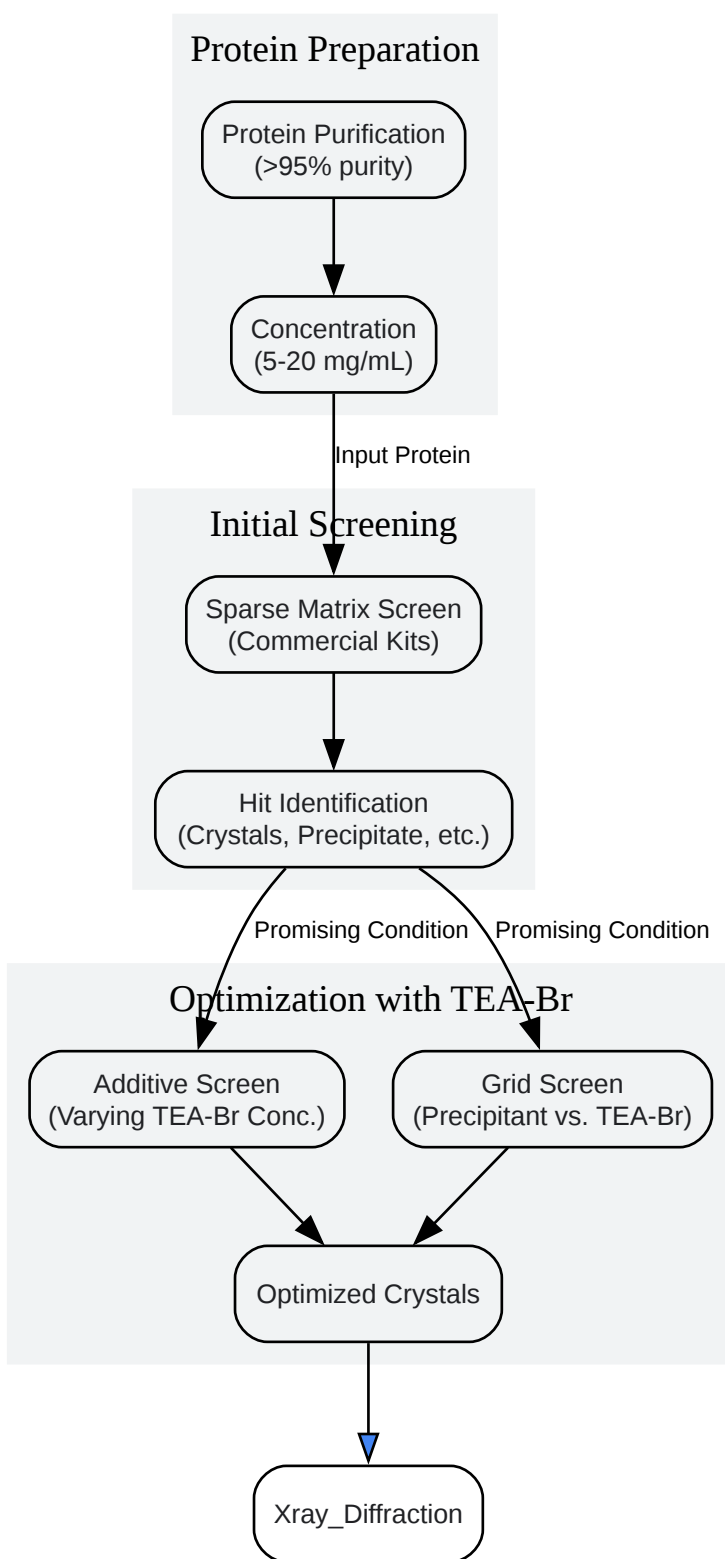 Protein Preparation
Protein Purification
(>95% purity)
Concentration
(5-20 mg/mL)
Input Protein
Initial Screening
Sparse Matrix Screen
(Commercial Kits)
Hit Identification
(Crystals, Precipitate, etc.)
Promising Condition
Promising Condition
Optimization with TEA-Br
Additive Screen
(Varying TEA-Br Conc.)
Grid Screen
(Precipitant vs. TEA-Br)
Optimized Crystals
Xray_Diffraction